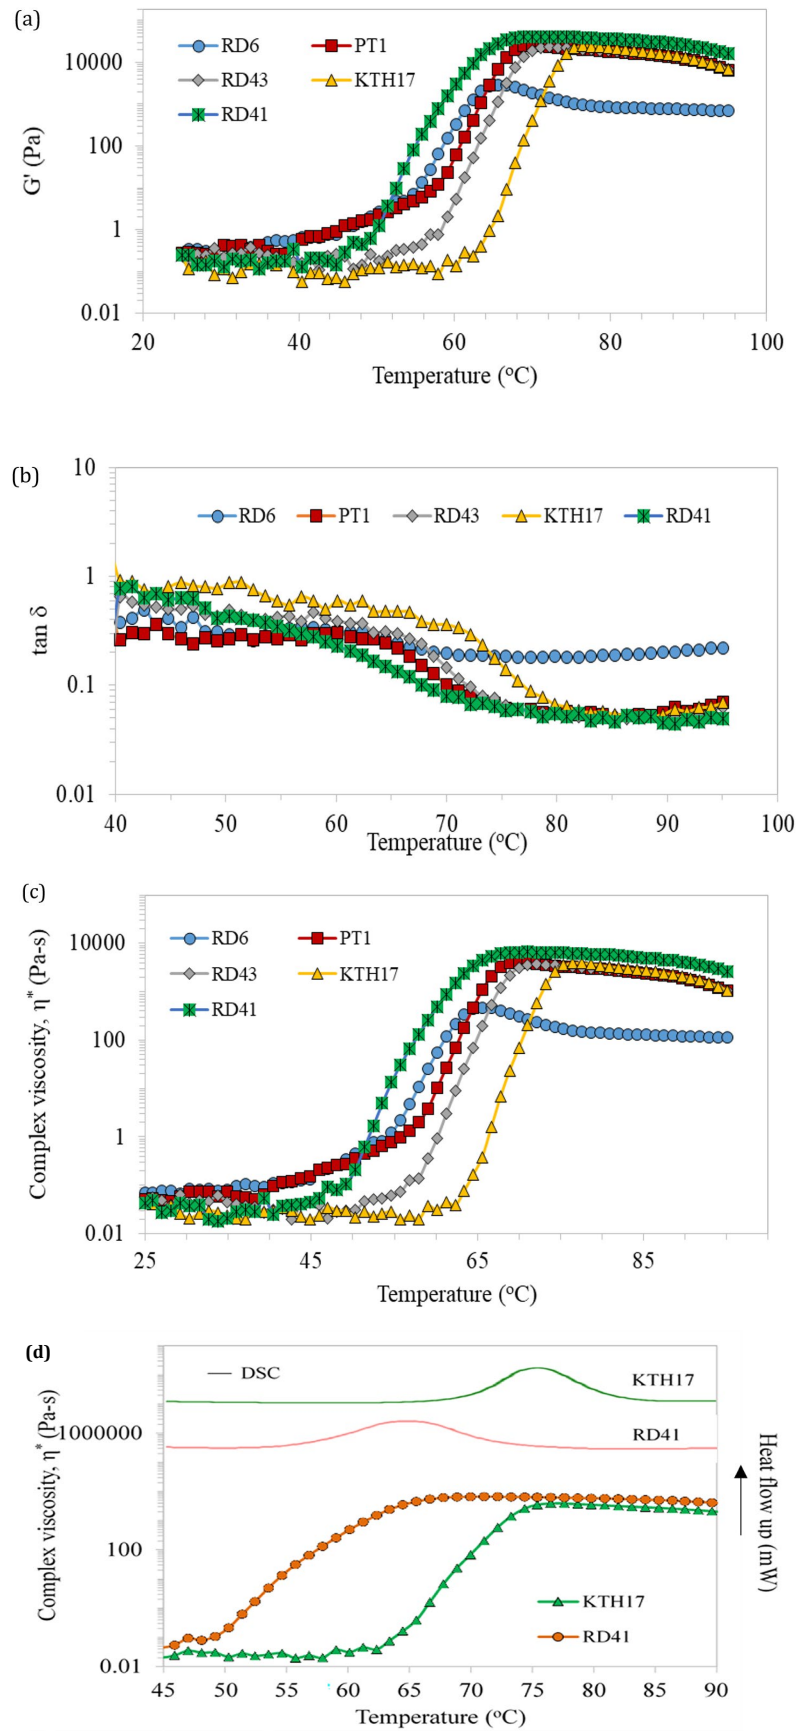 (a)
RD6 PT1
10000
RD43 KTH17
RD41
100
G' (Pa)
1
0.01
20 40 60 80 100
Temperature (°C)
(b)
10
RD6 PT1 RD43 KTH17 RD41
1
tan δ
0.1
0.01
40 50 60 70 80 90 100
Temperature (°C)
(c)
10000
RD6 PT1
RD43 KTH17
RD41
100
Complex viscosity, η* (Pa-s)
1
0.01
25 45 65 85
Temperature (°C)
(d)
DSC KTH17
1000000
RD41
Complex viscosity, η* (Pa-s)
Heat flow up (mW)
100
KTH17
RD41
0.01
45 50 55 60 65 70 75 80 85 90
Temperature (°C)